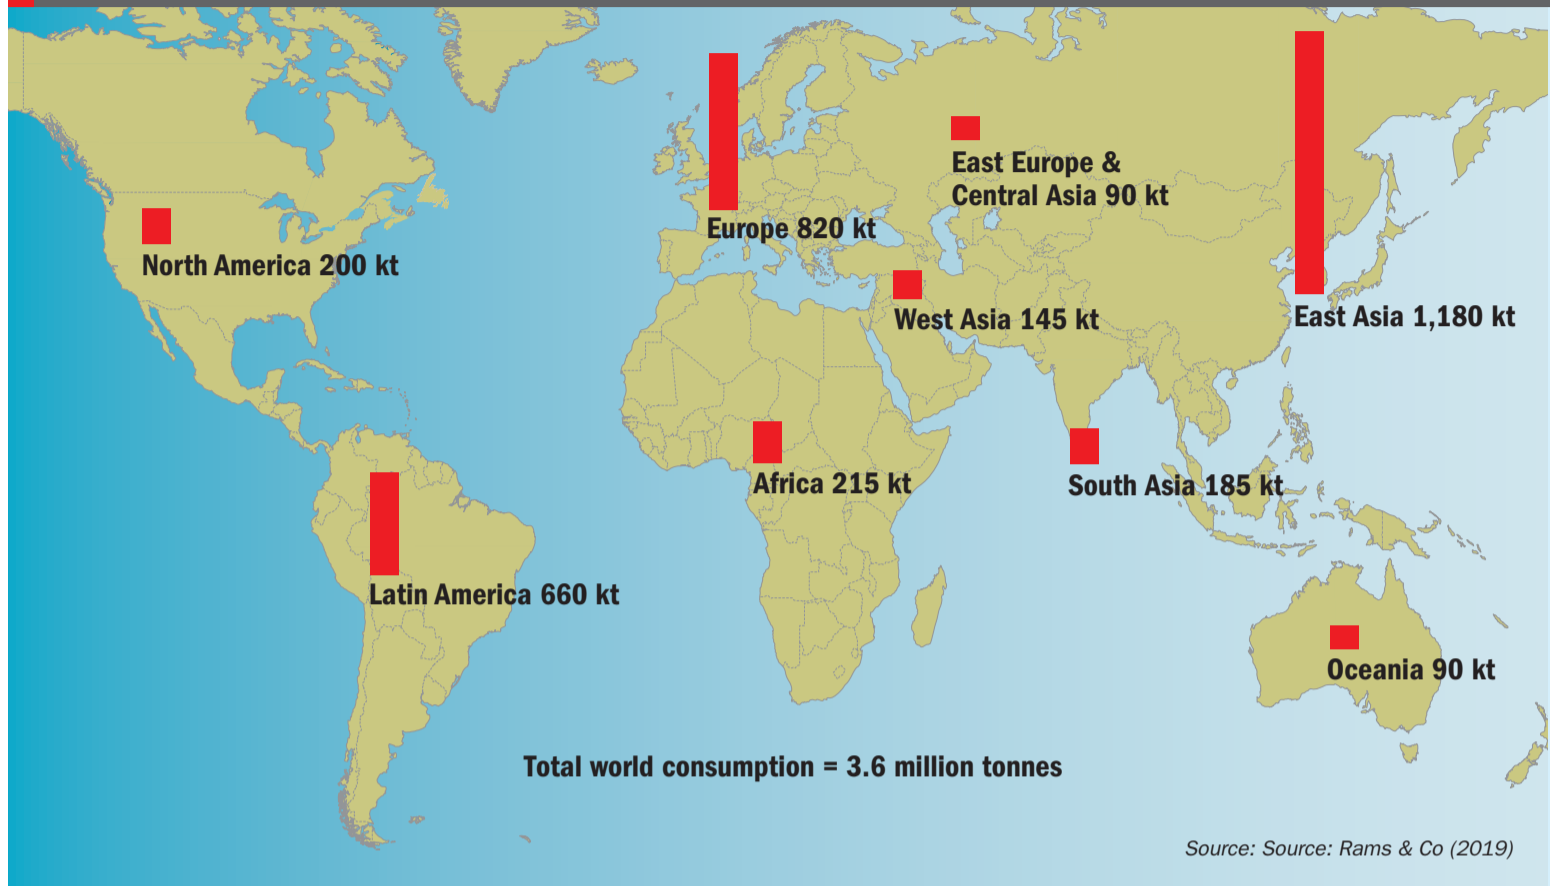 East Europe &
Central Asia 90 kt
Europe 820 kt
North America 200 kt
West Asia 145 kt
East Asia 1,180 kt
Africa 215 kt
South Asia 185 kt
Latin America 660 kt
Oceania 90 kt
Total world consumption = 3.6 million tonnes
Source: Source: Rams & Co (2019)